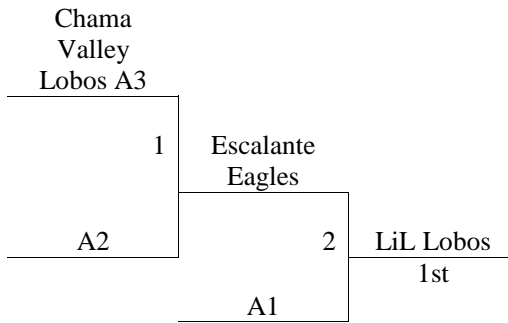 Chama
Valley
Lobos A3
1
Escalante
Eagles
A2
2
LiL Lobos
1st
A1